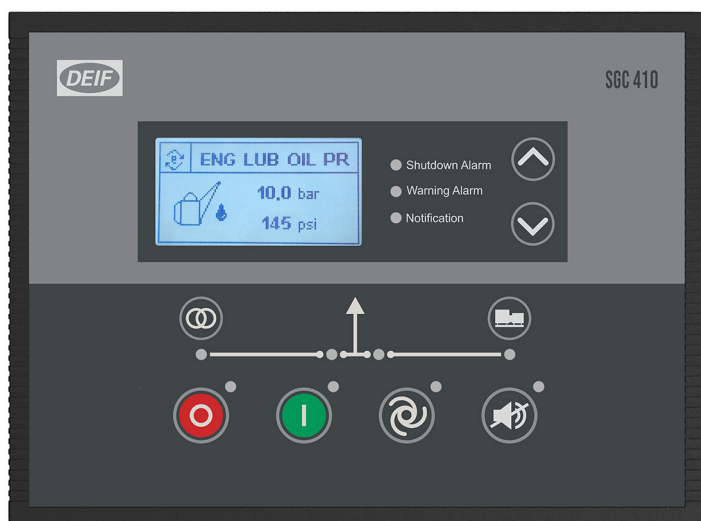 DEIF
SGC 410
ENG LUB OIL PR
10,0 bar
145 psi
Shutdown Alarm
Warning Alarm
Notification